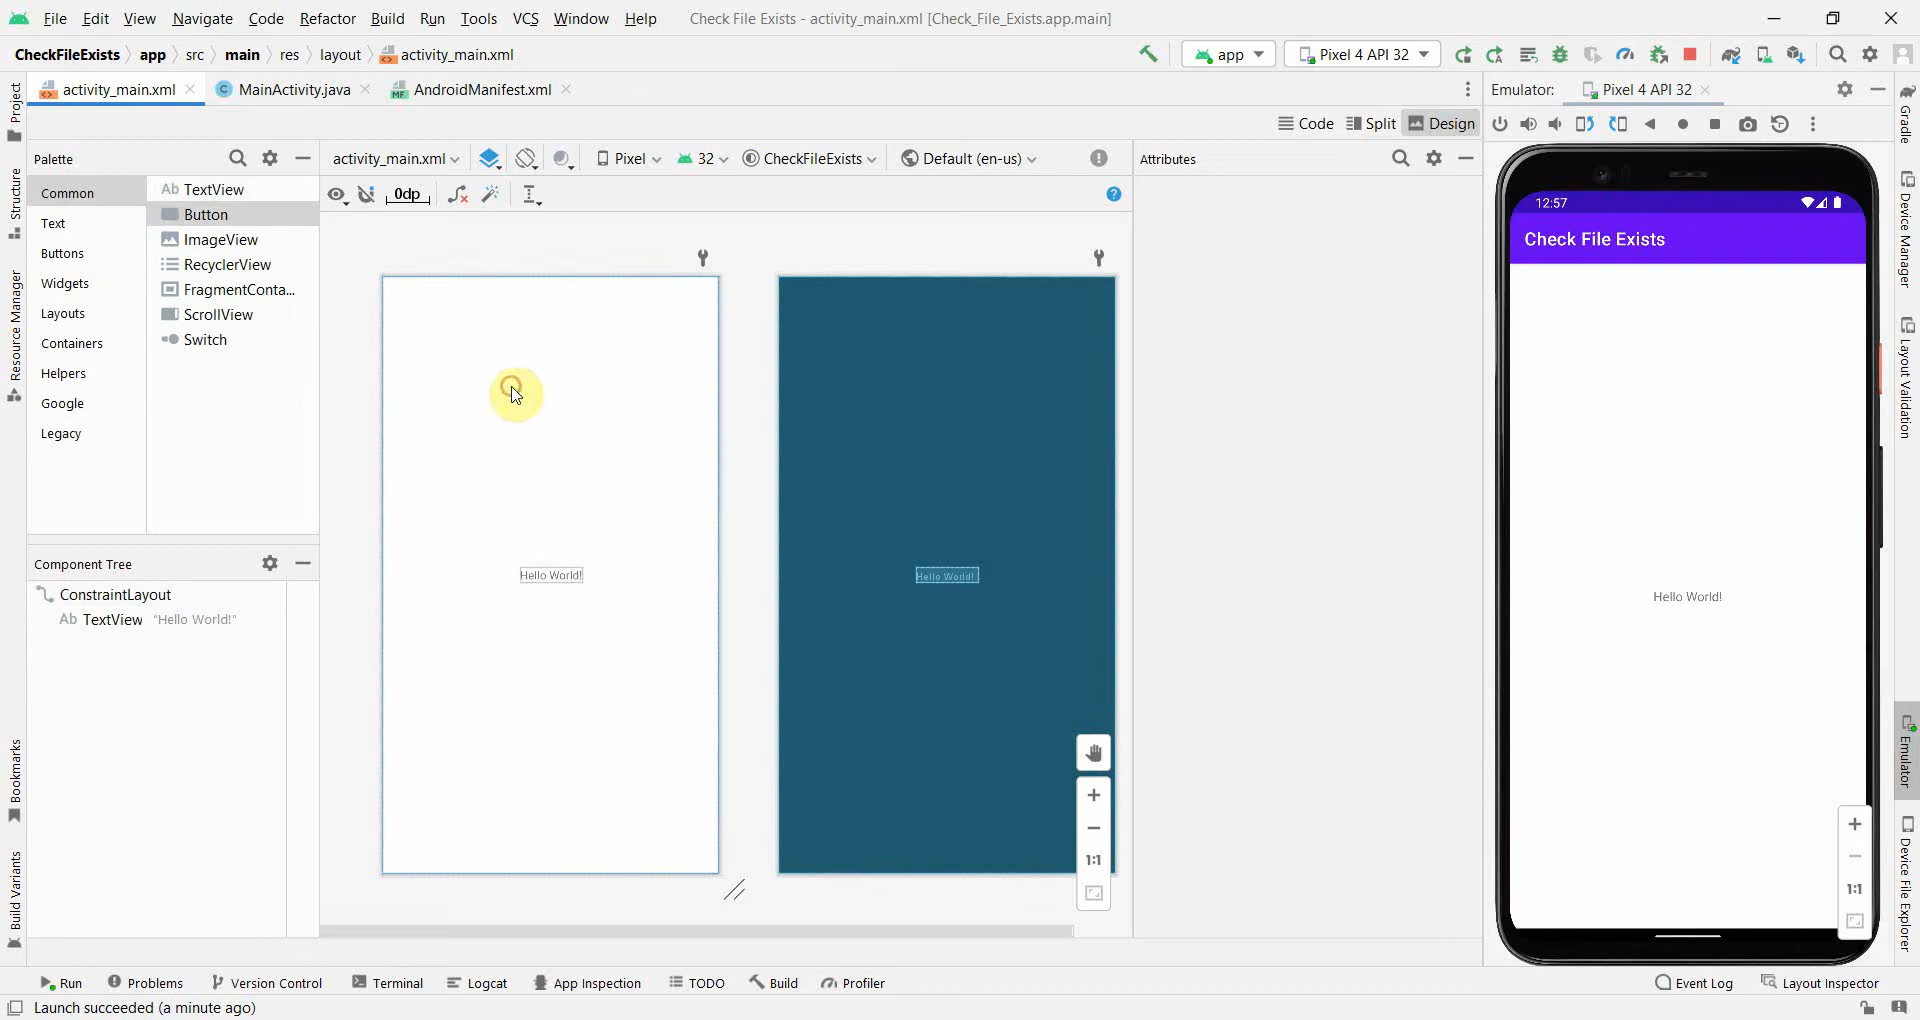 File Edit View Navigate Code Refactor Build Run Tools VCS Window Help Check File Exists - activity_main.xml [Check_File_Exists.app.main]
CheckFileExists app src main res layout activity_main.xml app Pixel 4 API 32
activity_main.xml MainActivity.java AndroidManifest.xml Emulator: Pixel 4 API 32
Code Split Design
Palette activity_main.xml Pixel 32 CheckFileExists Default (en-us) Attributes
0dp
Common
Text
Buttons
Widgets
Layouts
Containers
Helpers
Google
Legacy
Ab TextView
Button
ImageView
RecyclerView
FragmentConta...
ScrollView
Switch
Hello World!
Hello World!
1:1
Component Tree
ConstraintLayout
Ab TextView "Hello World!"
12:57
Check File Exists
Hello World!
1:1
Project
Structure
Resource Manager
Bookmarks
Build Variants
Gradle
Device Manager
Layout Validation
Emulator
Device File Explorer
Run Problems Version Control Terminal Logcat App Inspection TODO Build Profiler Event Log Layout Inspector
Launch succeeded (a minute ago)